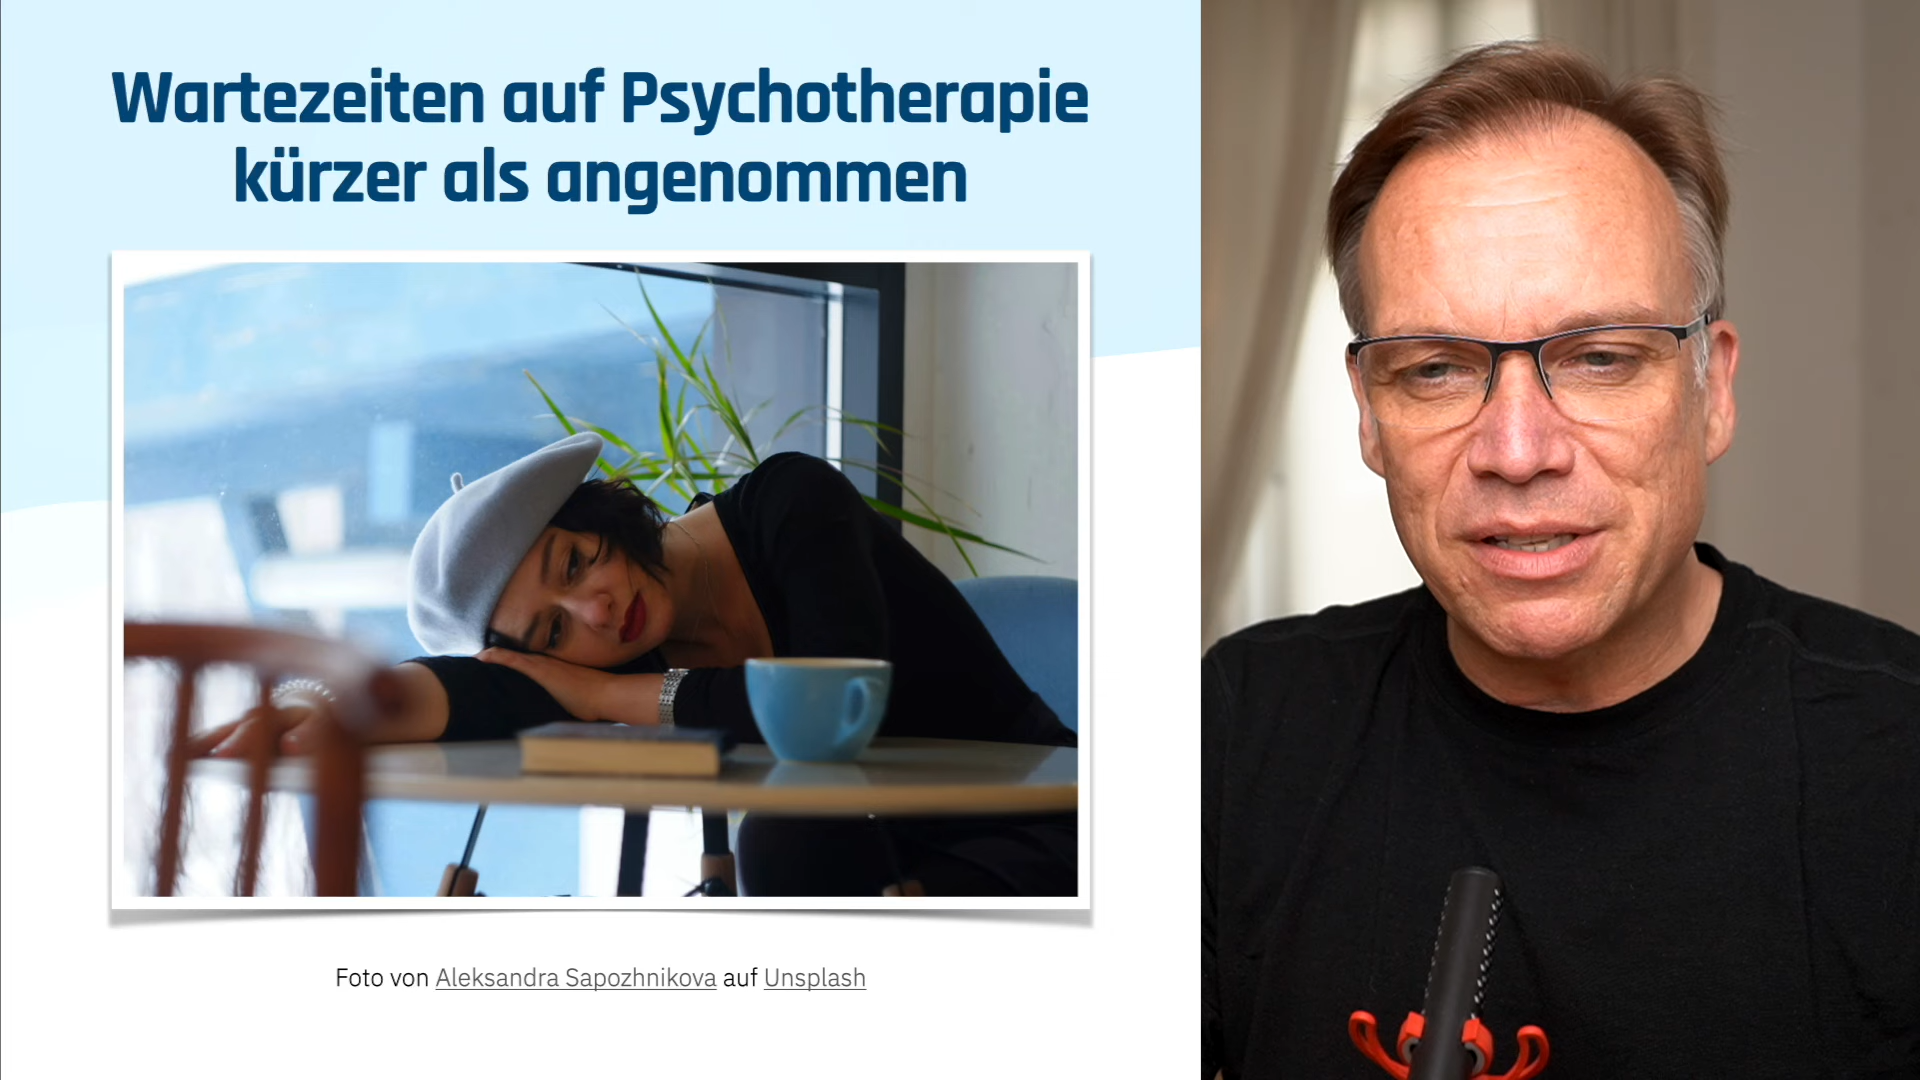 Wartezeiten auf Psychotherapie
kürzer als angenommen
Foto von Aleksandra Sapozhnikova auf Unsplash